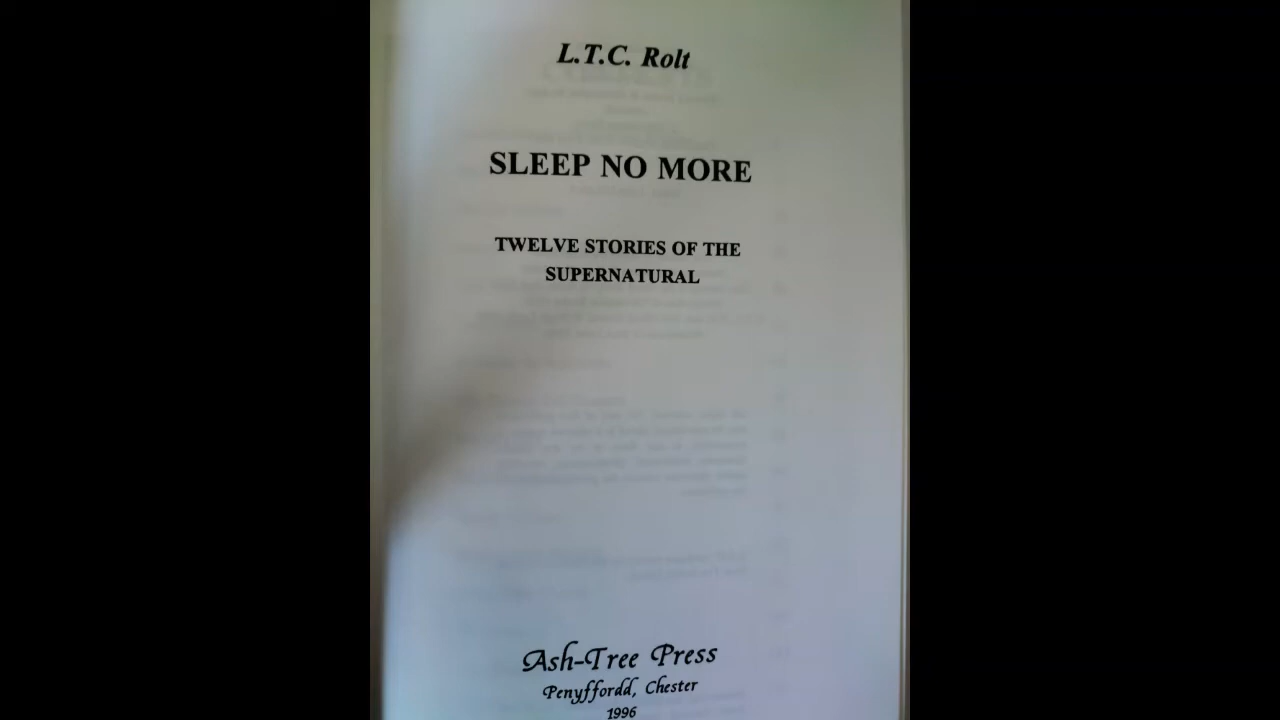 L.T.C. Rolt
SLEEP NO MORE
TWELVE STORIES OF THE
SUPERNATURAL
Ash-Tree Press
Penyffordd, Chester
1996